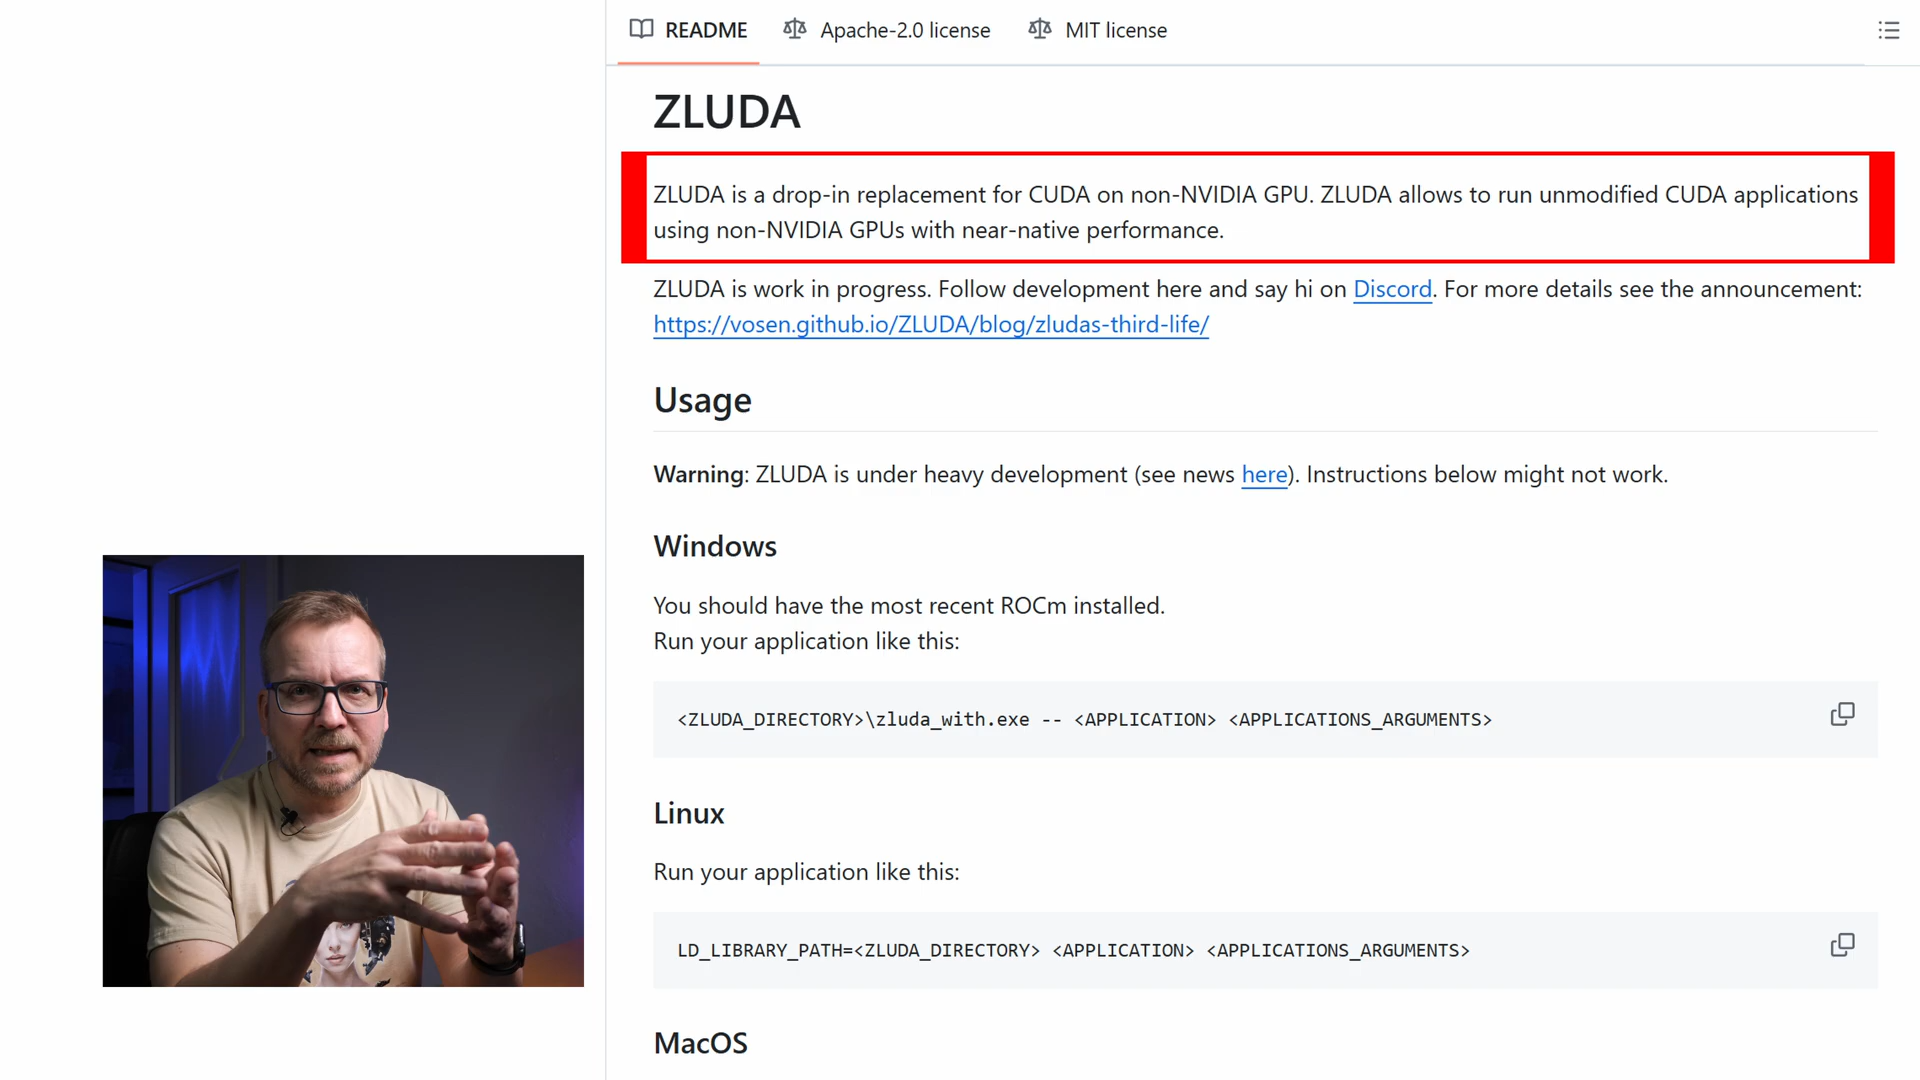 README
Apache-2.0 license
MIT license
ZLUDA
ZLUDA is a drop-in replacement for CUDA on non-NVIDIA GPU. ZLUDA allows to run unmodified CUDA applications
using non-NVIDIA GPUs with near-native performance.
ZLUDA is work in progress. Follow development here and say hi on Discord. For more details see the announcement:
https://vosen.github.io/ZLUDA/blog/zludas-third-life/
Usage
Warning: ZLUDA is under heavy development (see news here). Instructions below might not work.
Windows
You should have the most recent ROCm installed.
Run your application like this:
<ZLUDA_DIRECTORY>\zluda_with.exe -- <APPLICATION> <APPLICATIONS_ARGUMENTS>
Linux
Run your application like this:
LD_LIBRARY_PATH=<ZLUDA_DIRECTORY> <APPLICATION> <APPLICATIONS_ARGUMENTS>
MacOS